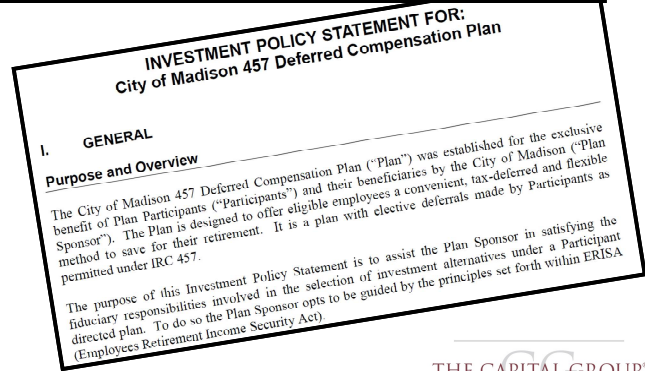 INVESTMENT POLICY STATEMENT FOR:
City of Madison 457 Deferred Compensation Plan
I. GENERAL
Purpose and Overview
The City of Madison 457 Deferred Compensation Plan (“Plan”) was established for the exclusive
benefit of Plan Participants (“Participants”) and their beneficiaries by the City of Madison (“Plan
Sponsor”). The Plan is designed to offer eligible employees a convenient, tax-deferred and flexible
method to save for their retirement. It is a plan with elective deferrals made by Participants as
permitted under IRC 457.
The purpose of this Investment Policy Statement is to assist the Plan Sponsor in satisfying the
fiduciary responsibilities involved in the selection of investment alternatives under a Participant
directed plan. To do so the Plan Sponsor opts to be guided by the principles set forth within ERISA
(Employees Retirement Income Security Act).
THE CAPITAL GROUP